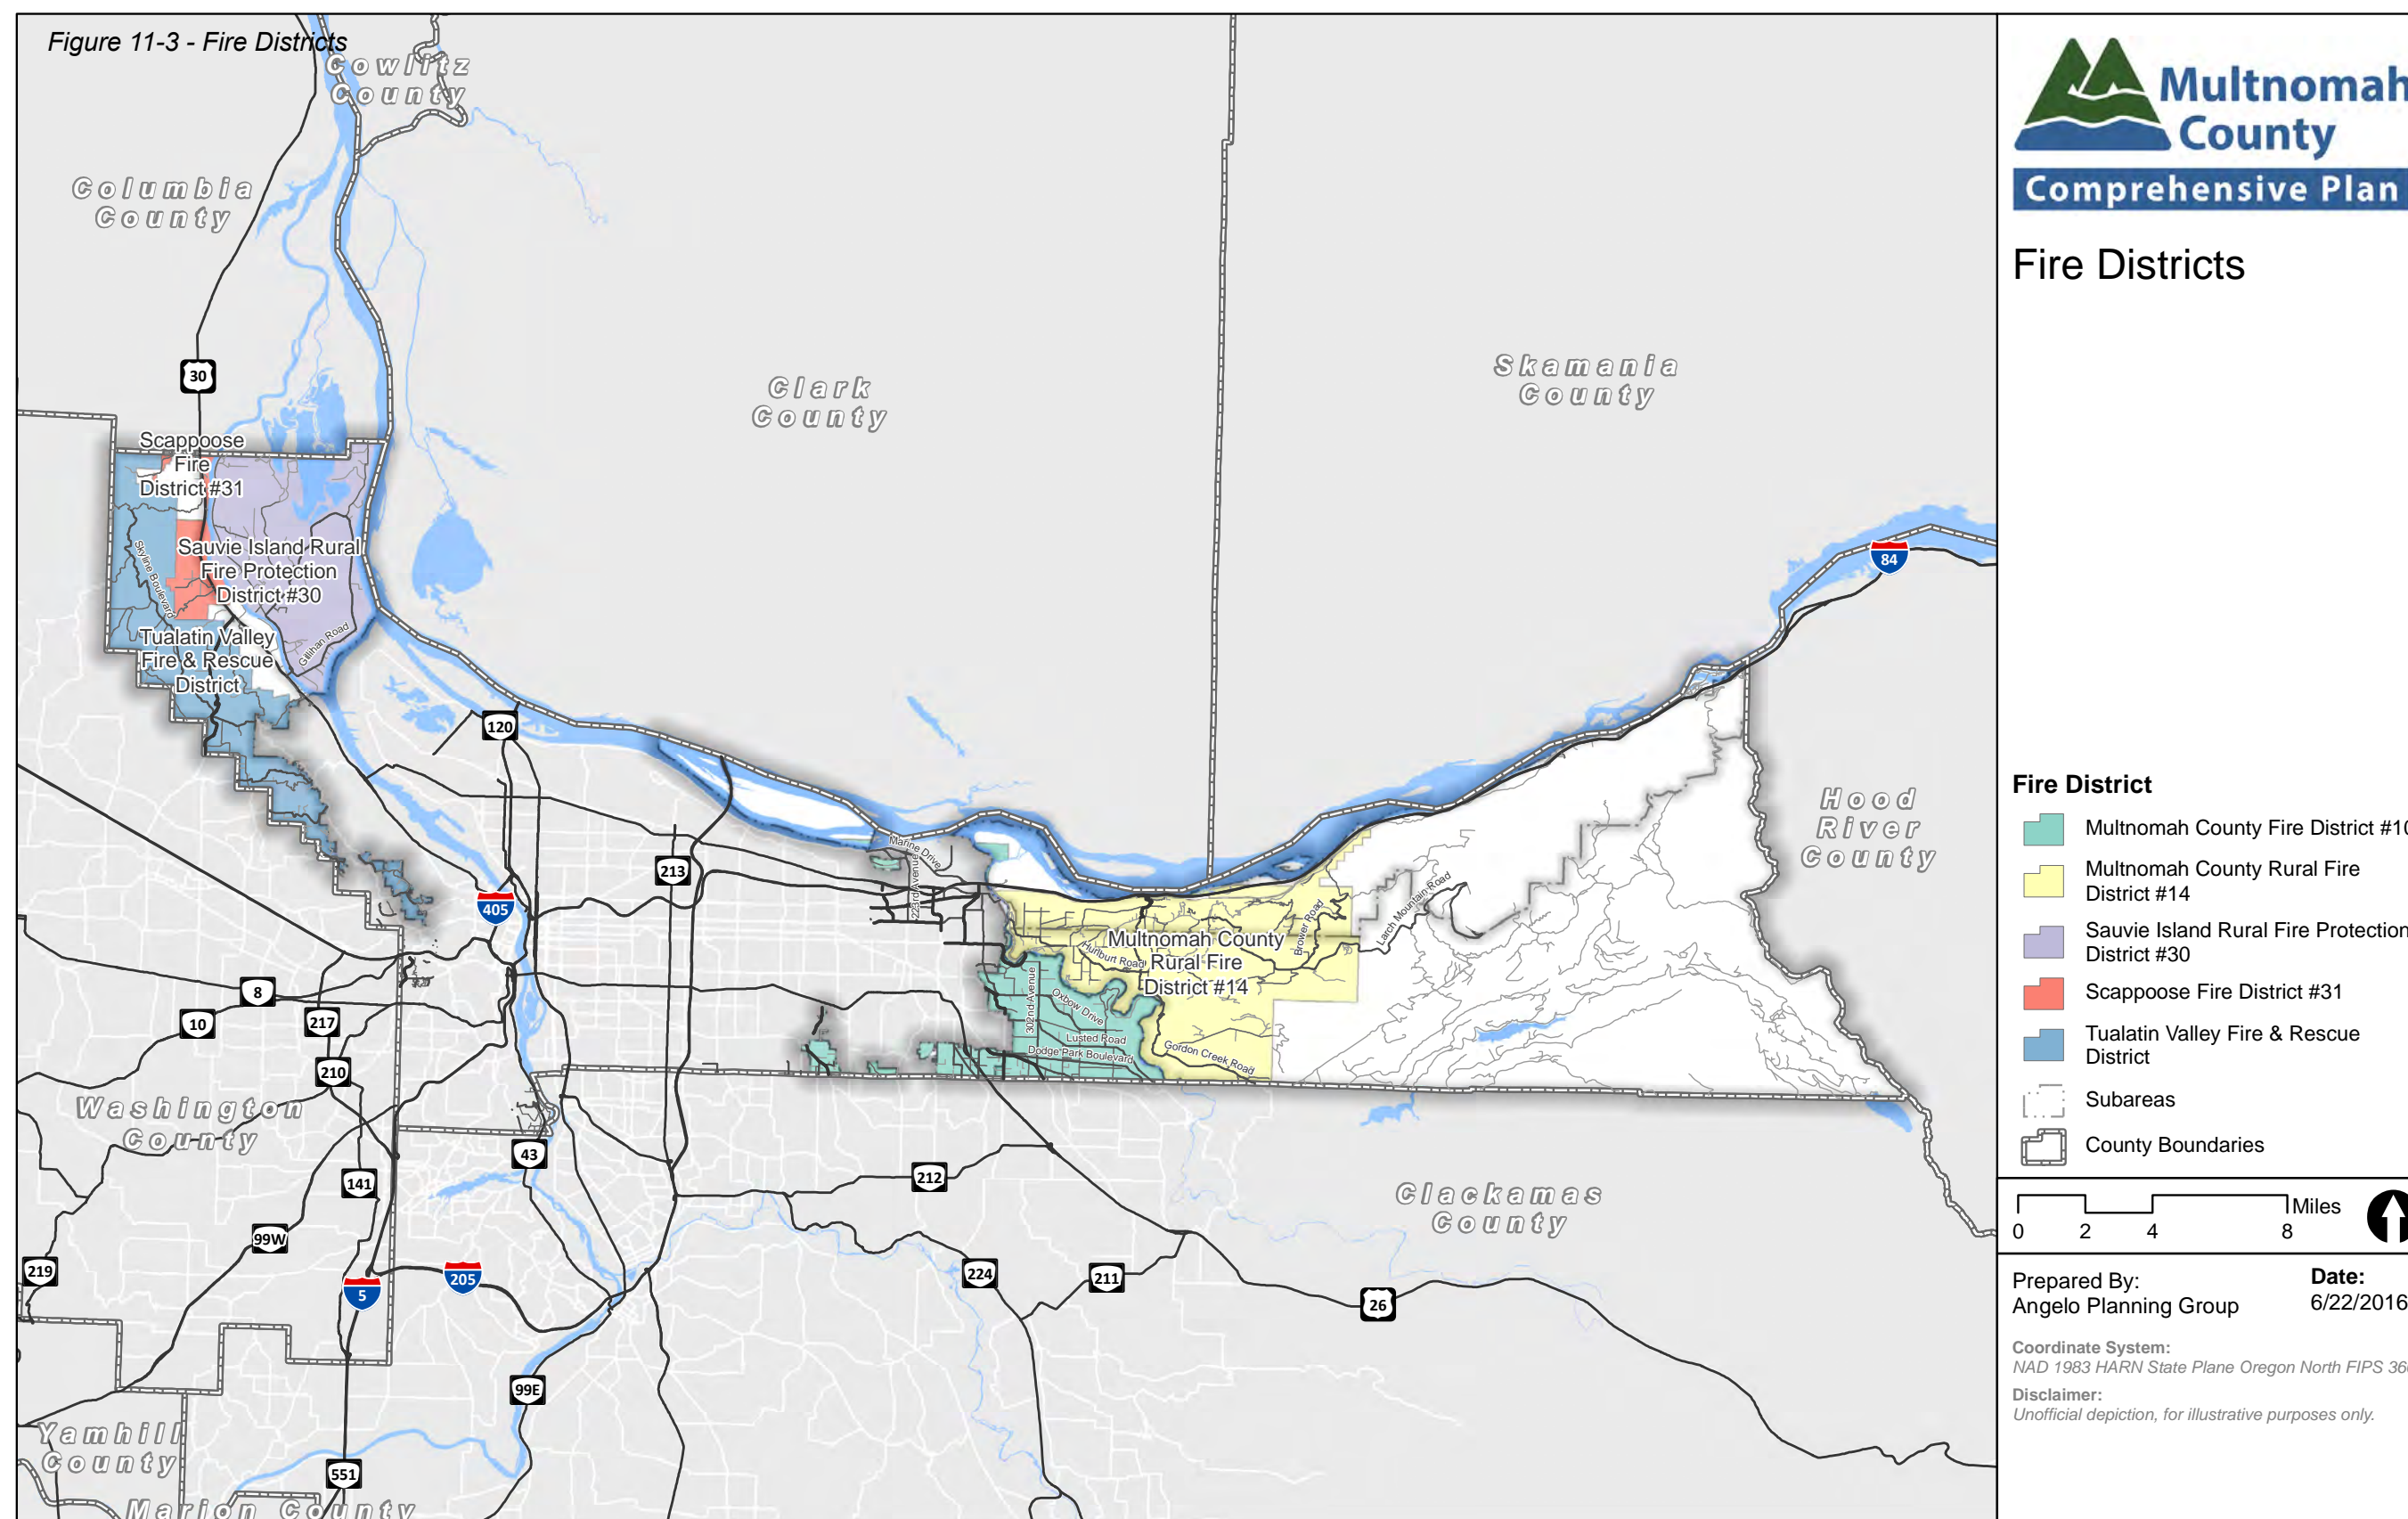 Figure 11-3 - Fire Districts
Cowlitz
County
Columbia
County
30
Clark
County
Skamania
County
Scappoose
Fire
District #31
Sauvie Island Rural
Fire Protection
District #30
Skyline Boulevard
Gillihan Road
Tualatin Valley
Fire & Rescue
District
84
120
Hood
River
County
213
Marine Drive
223rd Avenue
405
Larch Mountain Road
Brower Road
Multnomah County
Rural Fire
District #14
Hurlburt Road
302nd Avenue
Oxbow Drive
Lusted Road
Dodge Park Boulevard
Gordon Creek Road
8
10
217
210
Washington
County
43
141
212
Clackamas
County
99W
219
5
205
224
211
26
99E
Yamhill
County
551
Marion County
Multnomah
County
Comprehensive Plan
Fire Districts
Fire District
Multnomah County Fire District #10
Multnomah County Rural Fire
District #14
Sauvie Island Rural Fire Protection
District #30
Scappoose Fire District #31
Tualatin Valley Fire & Rescue
District
Subareas
County Boundaries
Miles
0 2 4 8
Prepared By:
Angelo Planning Group
Date:
6/22/2016
Coordinate System:
NAD 1983 HARN State Plane Oregon North FIPS
Disclaimer:
Unofficial depiction, for illustrative purposes only.